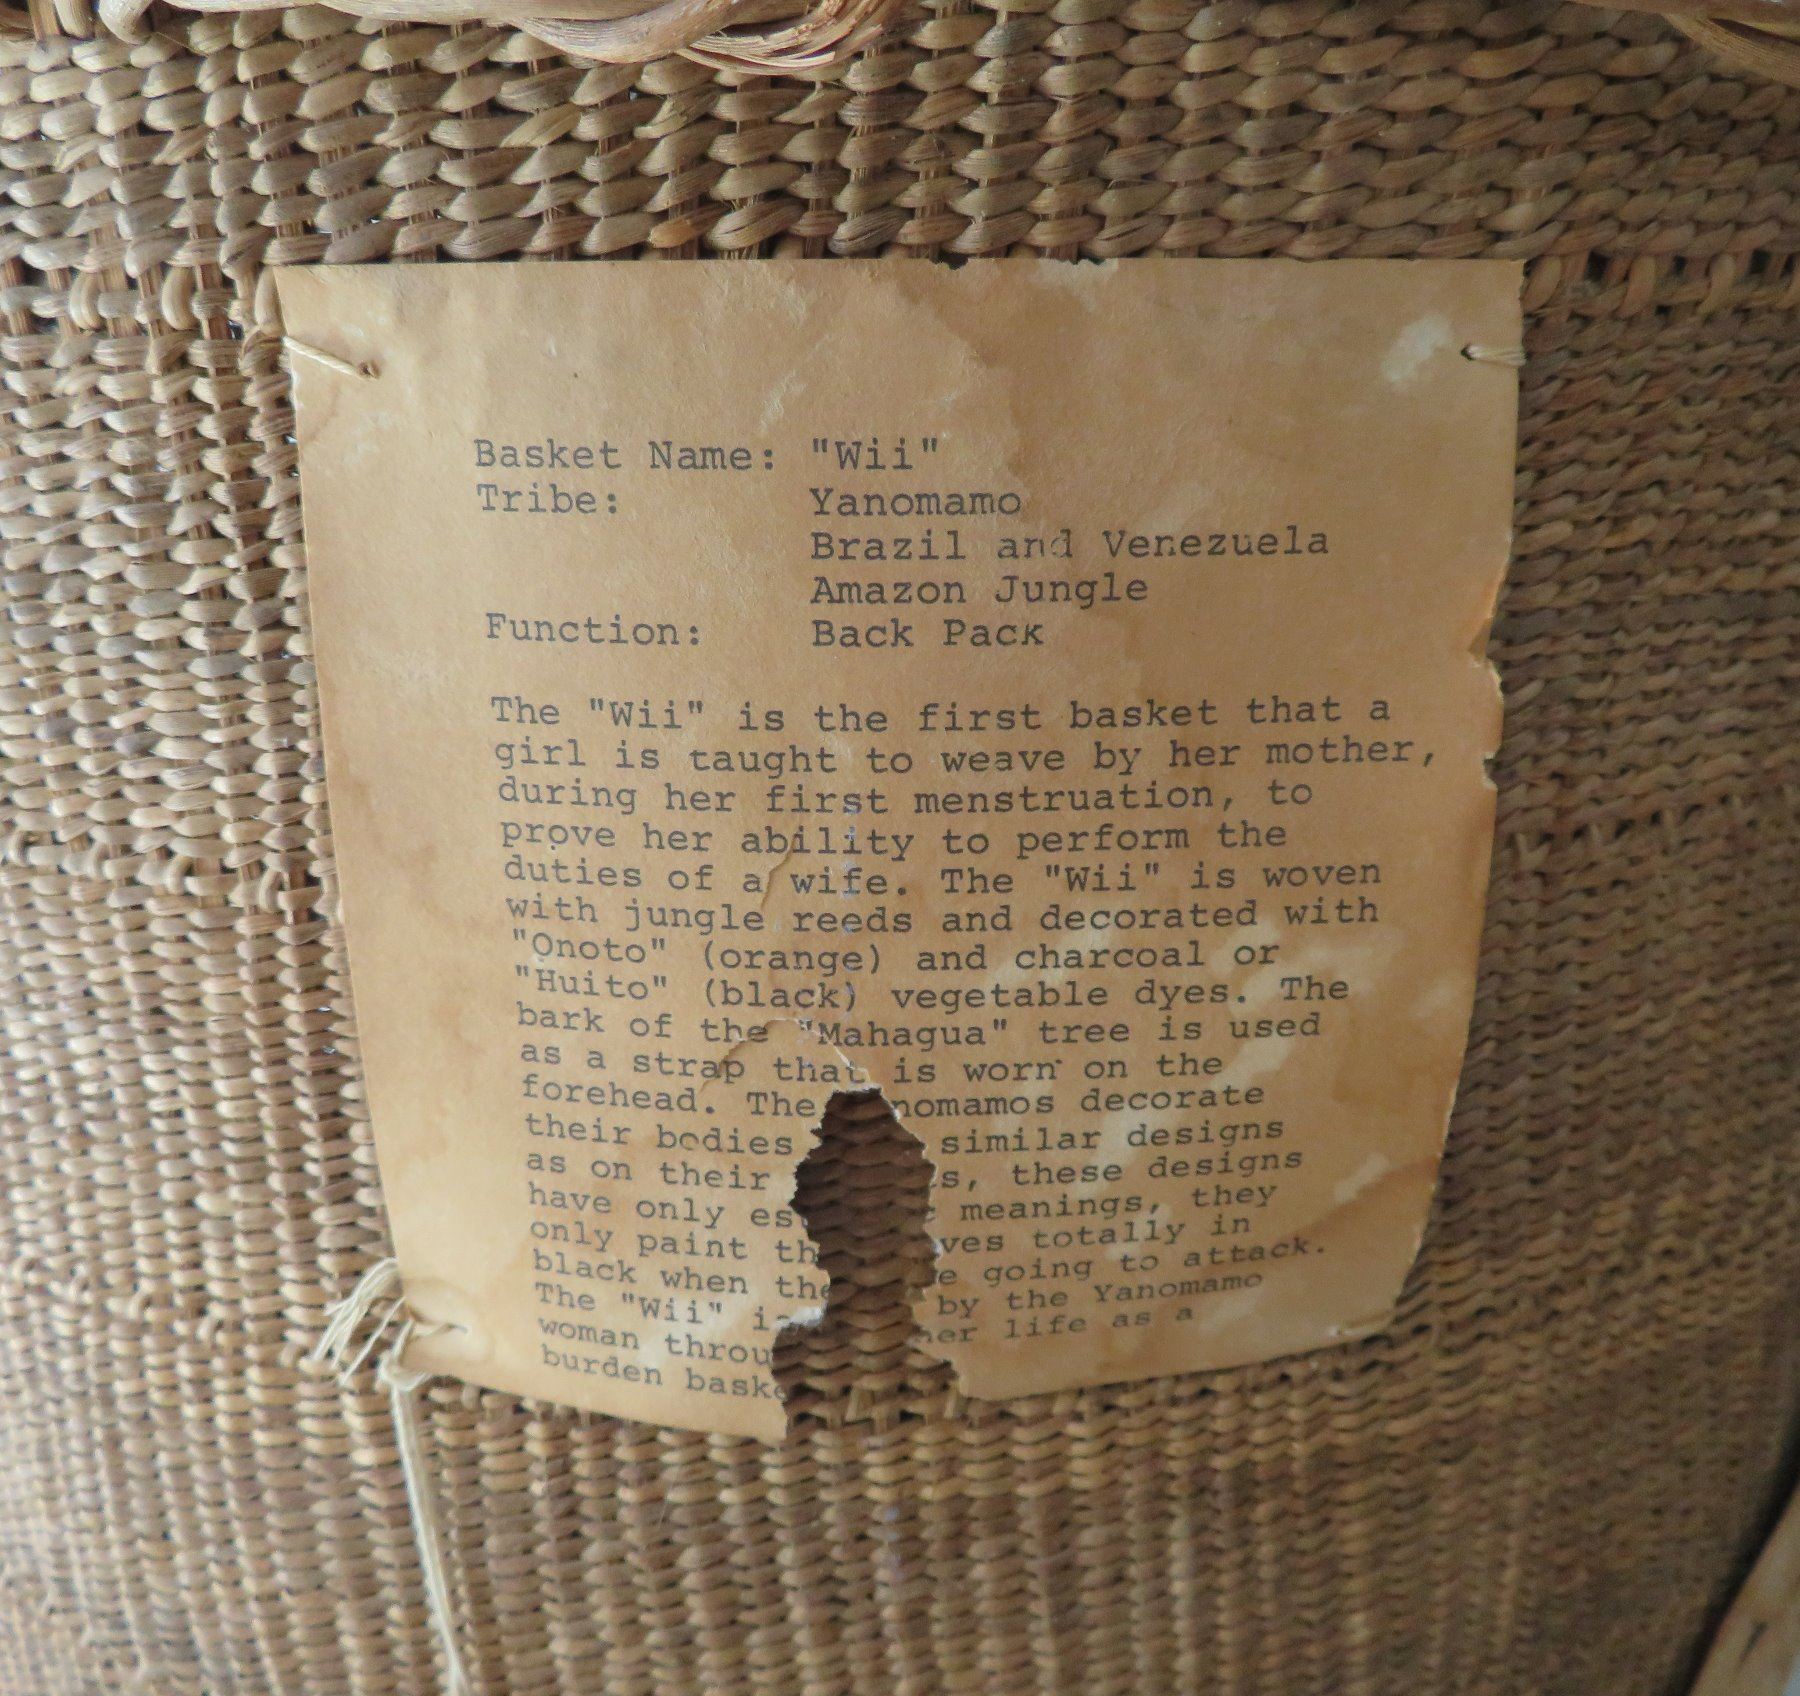 Basket Name: "Wii"
Tribe: Yanomamo
Brazil and Venezuela
Amazon Jungle
Function: Back Pack
The "Wii" is the first basket that a
girl is taught to weave by her mother,
during her first menstruation, to
prove her ability to perform the
duties of a wife. The "Wii" is woven
with jungle reeds and decorated with
"Onoto" (orange) and charcoal or
"Huito" (black) vegetable dyes. The
bark of the "Mahagua" tree is used
as a strap that is worn on the
forehead. The nomamos decorate
their bodies similar designs
as on their s, these designs
have only es meanings, they
only paint th ves totally in
black when the e going to attack.
The "Wii" i by the Yanomamo
woman throu her life as a
burden baske